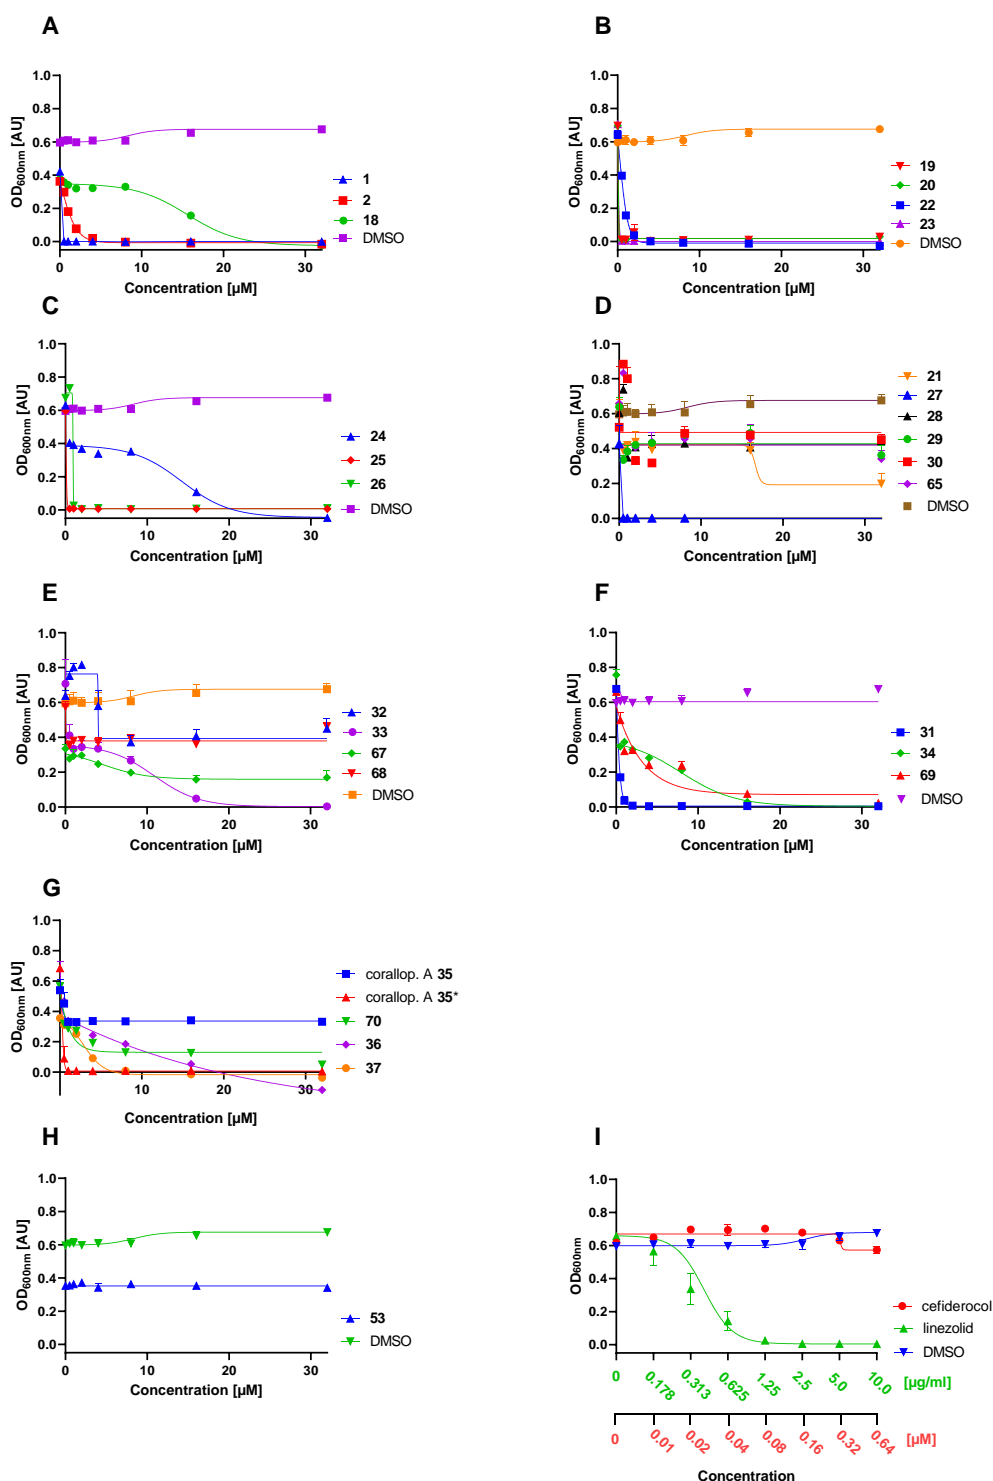 A
OD600nm [AU]
1.0
0.8
0.6
0.4
0.2
0.0
0
10
20
30
Concentration [µM]
1
2
18
DMSO
B
OD600nm [AU]
1.0
0.8
0.6
0.4
0.2
0.0
0
10
20
30
Concentration [µM]
19
20
22
23
DMSO
C
OD600nm [AU]
1.0
0.8
0.6
0.4
0.2
0.0
0
10
20
30
Concentration [µM]
24
25
26
DMSO
D
OD600nm [AU]
1.0
0.8
0.6
0.4
0.2
0.0
0
10
20
30
Concentration [µM]
21
27
28
29
30
65
DMSO
E
OD600nm [AU]
1.0
0.8
0.6
0.4
0.2
0.0
0
10
20
30
Concentration [µM]
32
33
67
68
DMSO
F
OD600nm [AU]
1.0
0.8
0.6
0.4
0.2
0.0
0
10
20
30
Concentration [µM]
31
34
69
DMSO
G
OD600nm [AU]
1.0
0.8
0.6
0.4
0.2
0.0
10
20
30
Concentration [µM]
corallop. A 35
corallop. A 35*
70
36
37
H
OD600nm [AU]
1.0
0.8
0.6
0.4
0.2
0.0
0
10
20
30
Concentration [µM]
53
DMSO
I
OD600nm
1.0
0.8
0.6
0.4
0.2
0.0
cefiderocol
linezolid
DMSO
0 0.178 0.313 0.625 1.25 2.5 5.0 10.0 [µg/ml]
0 0.01 0.02 0.04 0.08 0.16 0.32 0.64 [µM]
Concentration